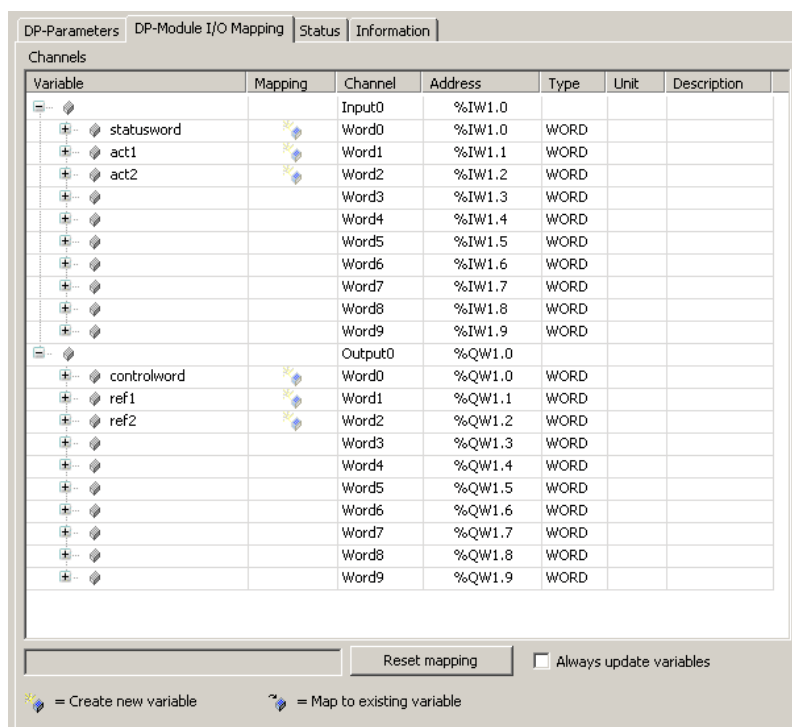 DP-Parameters DP-Module I/O Mapping Status Information
Channels
Variable Mapping Channel Address Type Unit Description
Input0 %IW1.0
statusword Word0 %IW1.0 WORD
act1 Word1 %IW1.1 WORD
act2 Word2 %IW1.2 WORD
Word3 %IW1.3 WORD
Word4 %IW1.4 WORD
Word5 %IW1.5 WORD
Word6 %IW1.6 WORD
Word7 %IW1.7 WORD
Word8 %IW1.8 WORD
Word9 %IW1.9 WORD
Output0 %QW1.0
controlword Word0 %QW1.0 WORD
ref1 Word1 %QW1.1 WORD
ref2 Word2 %QW1.2 WORD
Word3 %QW1.3 WORD
Word4 %QW1.4 WORD
Word5 %QW1.5 WORD
Word6 %QW1.6 WORD
Word7 %QW1.7 WORD
Word8 %QW1.8 WORD
Word9 %QW1.9 WORD
Reset mapping Always update variables
= Create new variable = Map to existing variable